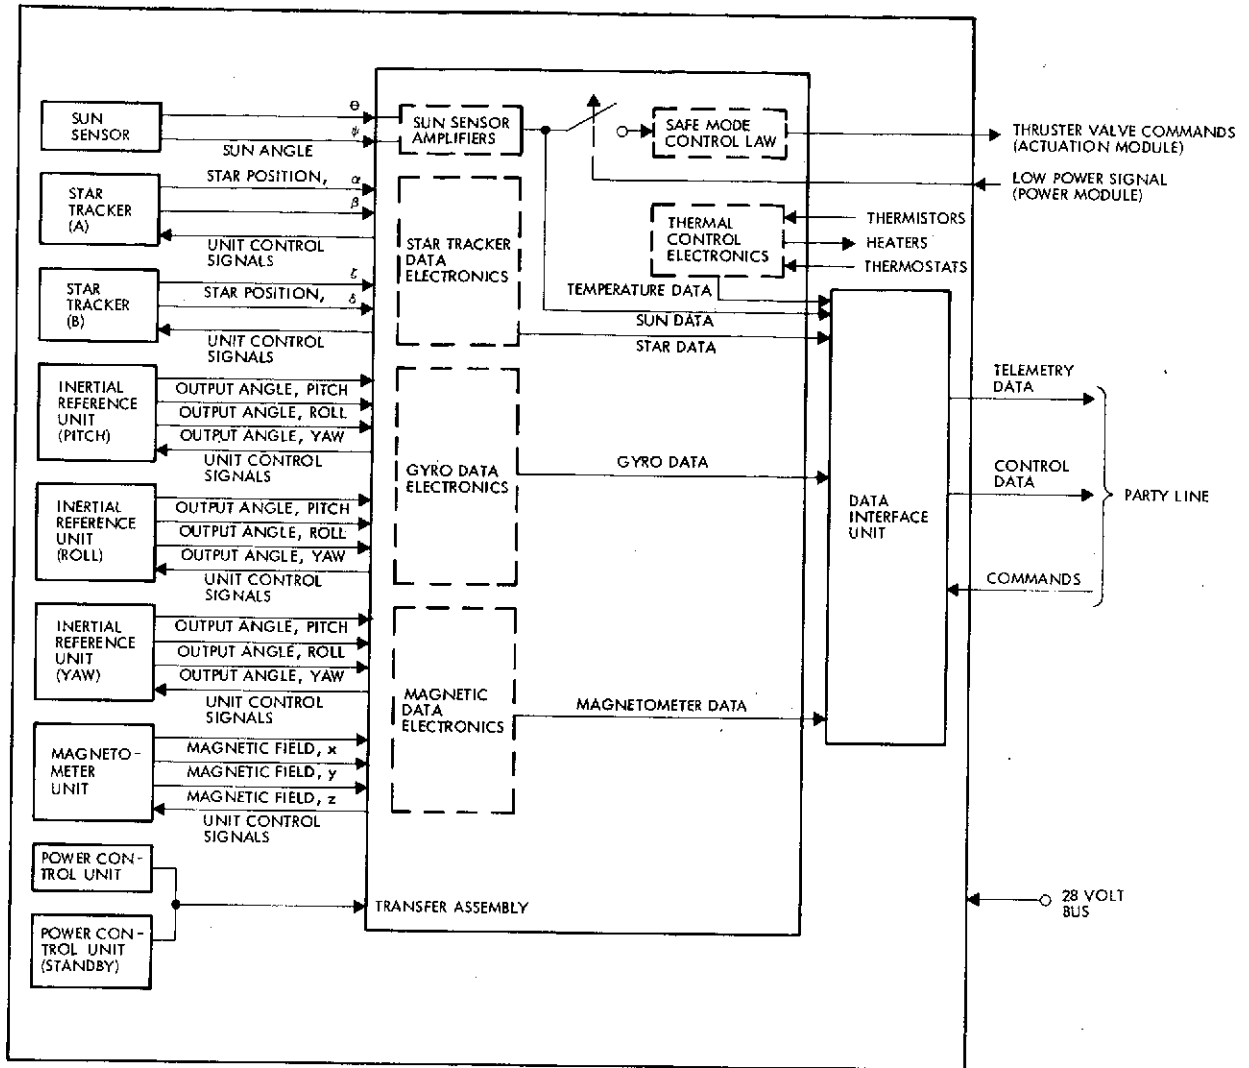 SUN
SENSOR
θ
ψ
SUN ANGLE
SUN SENSOR
AMPLIFIERS
SAFE MODE
CONTROL LAW
THRUSTER VALVE COMMANDS
(ACTUATION MODULE)
LOW POWER SIGNAL
(POWER MODULE)
STAR
TRACKER
(A)
STAR POSITION, α
β
UNIT CONTROL
SIGNALS
STAR TRACKER
DATA
ELECTRONICS
THERMAL
CONTROL
ELECTRONICS
THERMISTORS
HEATERS
THERMOSTATS
STAR
TRACKER
(B)
ζ
STAR POSITION, δ
UNIT CONTROL
SIGNALS
TEMPERATURE DATA
SUN DATA
STAR DATA
INERTIAL
REFERENCE
UNIT
(PITCH)
OUTPUT ANGLE, PITCH
OUTPUT ANGLE, ROLL
OUTPUT ANGLE, YAW
UNIT CONTROL
SIGNALS
GYRO DATA
ELECTRONICS
GYRO DATA
DATA
INTERFACE
UNIT
TELEMETRY
DATA
CONTROL
DATA
PARTY LINE
COMMANDS
INERTIAL
REFERENCE
UNIT
(ROLL)
OUTPUT ANGLE, PITCH
OUTPUT ANGLE, ROLL
OUTPUT ANGLE, YAW
UNIT CONTROL
SIGNALS
INERTIAL
REFERENCE
UNIT
(YAW)
OUTPUT ANGLE, PITCH
OUTPUT ANGLE, ROLL
OUTPUT ANGLE, YAW
UNIT CONTROL
SIGNALS
MAGNETIC
DATA
ELECTRONICS
MAGNETOMETER DATA
MAGNETO-
METER
UNIT
MAGNETIC FIELD, x
MAGNETIC FIELD, y
MAGNETIC FIELD, z
UNIT CONTROL
SIGNALS
POWER CON-
TROL UNIT
POWER CON-
TROL UNIT
(STANDBY)
TRANSFER ASSEMBLY
28 VOLT
BUS